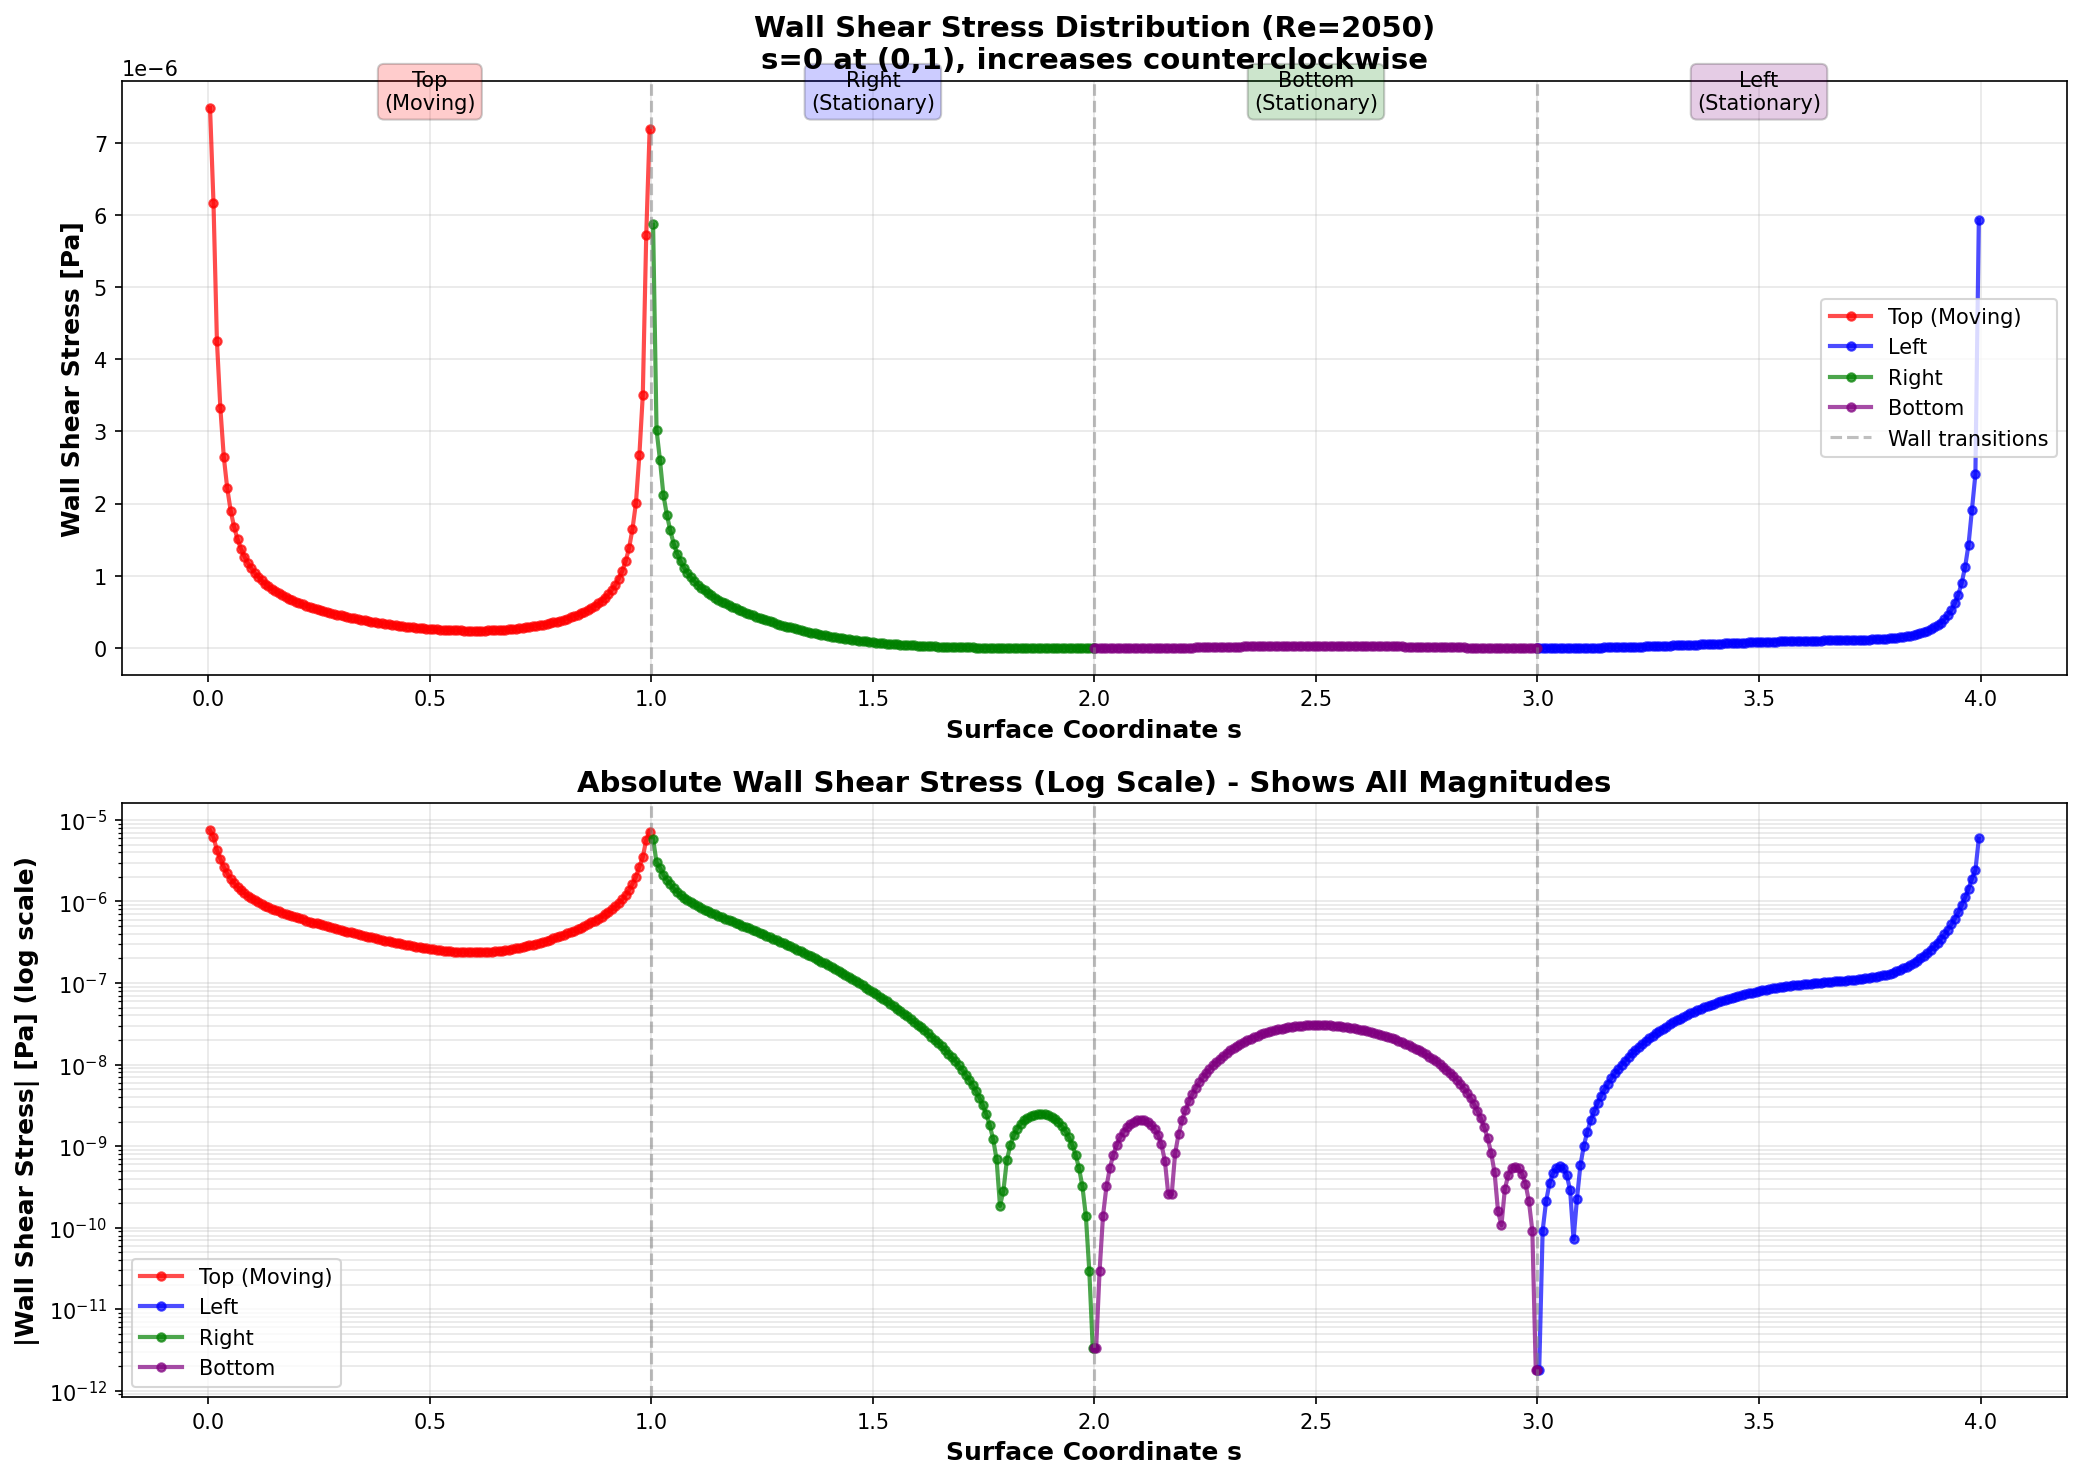 Wall Shear Stress Distribution (Re=2050)
s=0 at (0,1), increases counterclockwise
1e−6
Top
(Moving)
Right
(Stationary)
Bottom
(Stationary)
Left
(Stationary)
Wall Shear Stress [Pa]
7
6
5
4
3
2
1
0
Top (Moving)
Left
Right
Bottom
Wall transitions
0.0 0.5 1.0 1.5 2.0 2.5 3.0 3.5 4.0
Surface Coordinate s
Absolute Wall Shear Stress (Log Scale) - Shows All Magnitudes
|Wall Shear Stress| [Pa] (log scale)
10⁻⁵
10⁻⁶
10⁻⁷
10⁻⁸
10⁻⁹
10⁻¹⁰
10⁻¹¹
10⁻¹²
Top (Moving)
Left
Right
Bottom
0.0 0.5 1.0 1.5 2.0 2.5 3.0 3.5 4.0
Surface Coordinate s